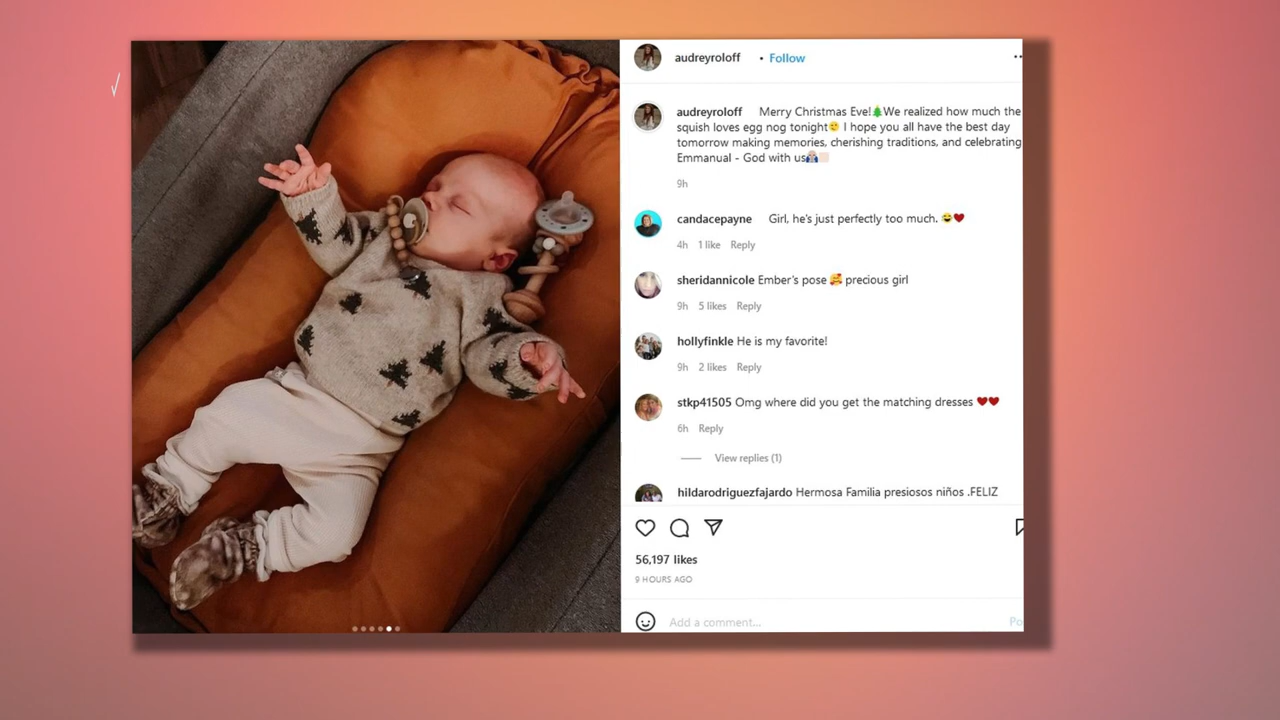 audreyroloff • Follow
audreyroloff Merry Christmas Eve!🎄We realized how much the
squish loves egg nog tonight😋 I hope you all have the best day
tomorrow making memories, cherishing traditions, and celebrating
Emmanual - God with us
9h
candacepayne Girl, he's just perfectly too much. 😂❤️
4h 1 like Reply
sheridannicole Ember's pose 🥰 precious girl
9h 5 likes Reply
hollyfinkle He is my favorite!
9h 2 likes Reply
stkp41505 Omg where did you get the matching dresses ❤️❤️
6h Reply
View replies (1)
hildarodriguezfajardo Hermosa Familia presiosos niños .FELIZ
56,197 likes
9 HOURS AGO
Add a comment... Po